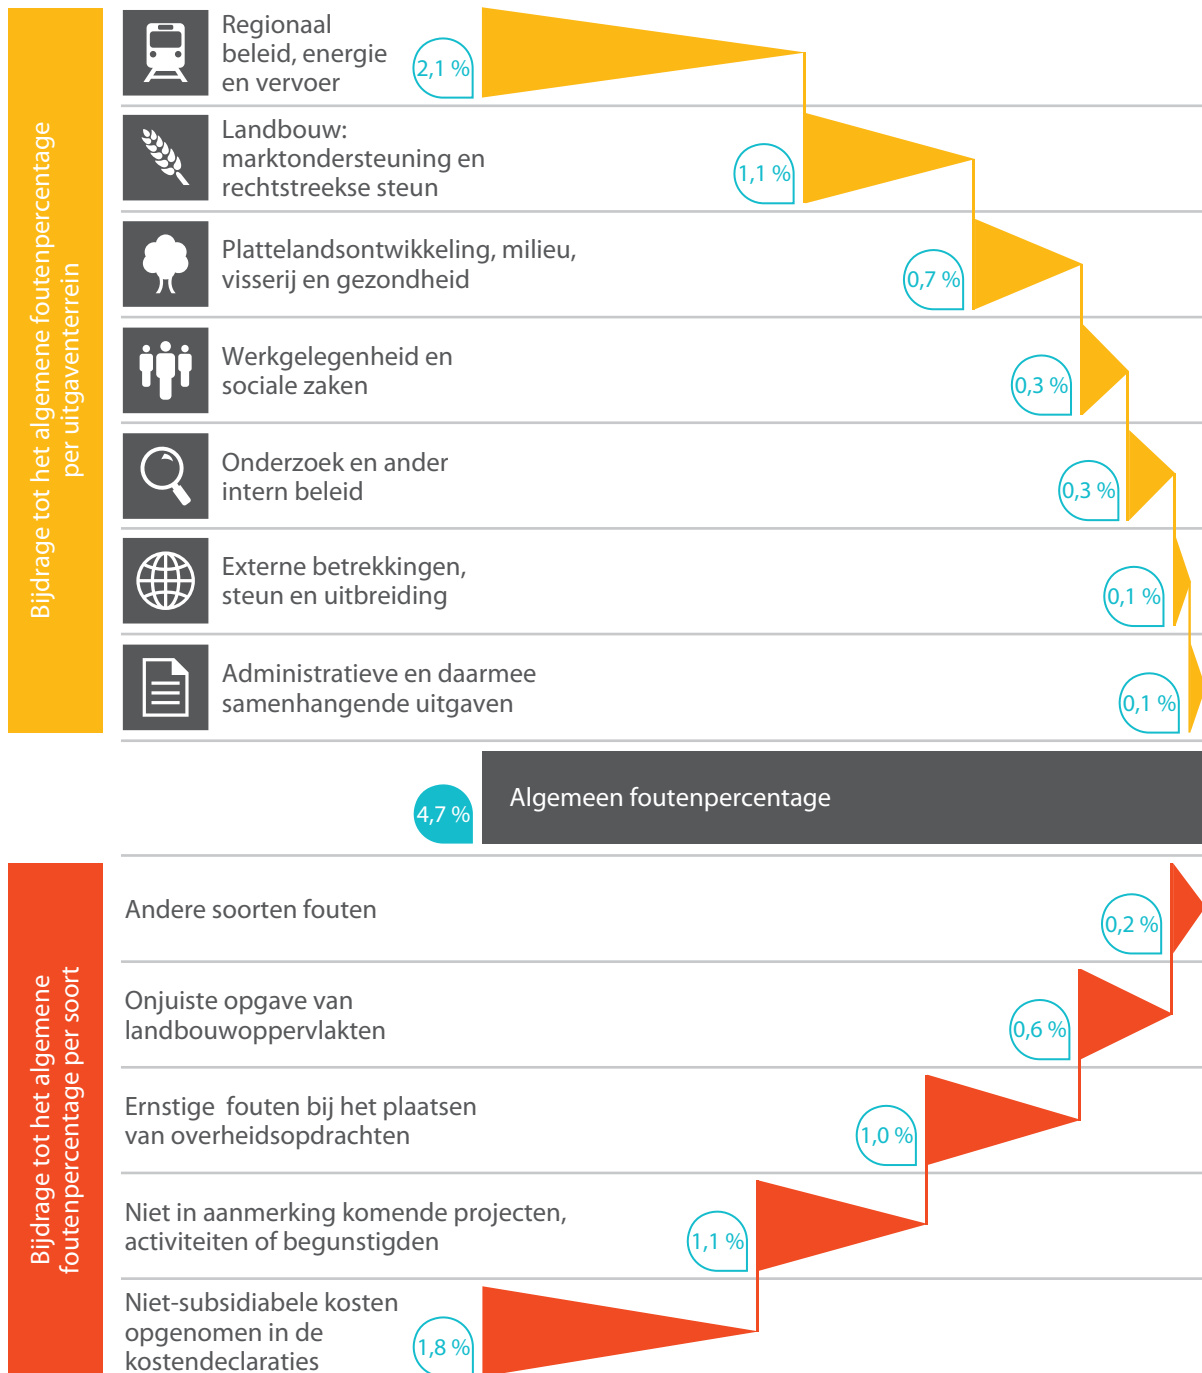 Bijdrage tot het algemene foutenpercentage
per uitgaventerrein
Regionaal
beleid, energie
en vervoer
2,1 %
Landbouw:
marktondersteuning en
rechtstreekse steun
1,1 %
Plattelandsontwikkeling, milieu,
visserij en gezondheid
0,7 %
Werkgelegenheid en
sociale zaken
0,3 %
Onderzoek en ander
intern beleid
0,3 %
Externe betrekkingen,
steun en uitbreiding
0,1 %
Administratieve en daarmee
samenhangende uitgaven
0,1 %
4,7 %
Algemeen foutenpercentage
Bijdrage tot het algemene
foutenpercentage per soort
Andere soorten fouten
0,2 %
Onjuiste opgave van
landbouwoppervlakten
0,6 %
Ernstige fouten bij het plaatsen
van overheidsopdrachten
1,0 %
Niet in aanmerking komende projecten,
activiteiten of begunstigden
1,1 %
Niet-subsidiabele kosten
opgenomen in de
kostendeclaraties
1,8 %